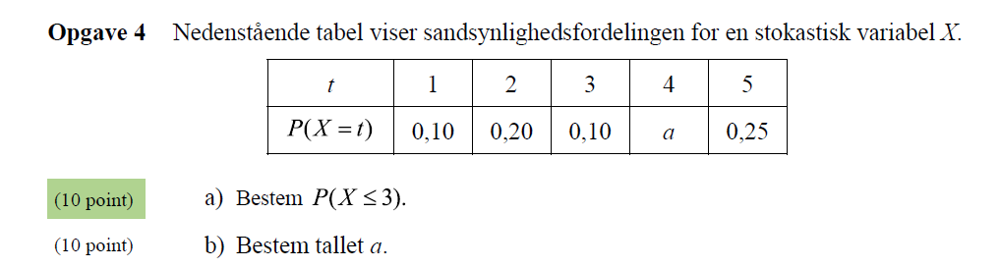 Opgave 4 Nedenstående tabel viser sandsynlighedsfordelingen for en stokastisk variabel X.
t 1 2 3 4 5
P(X = t) 0,10 0,20 0,10 a 0,25
(10 point) a) Bestem P(X ≤ 3).
(10 point) b) Bestem tallet a.